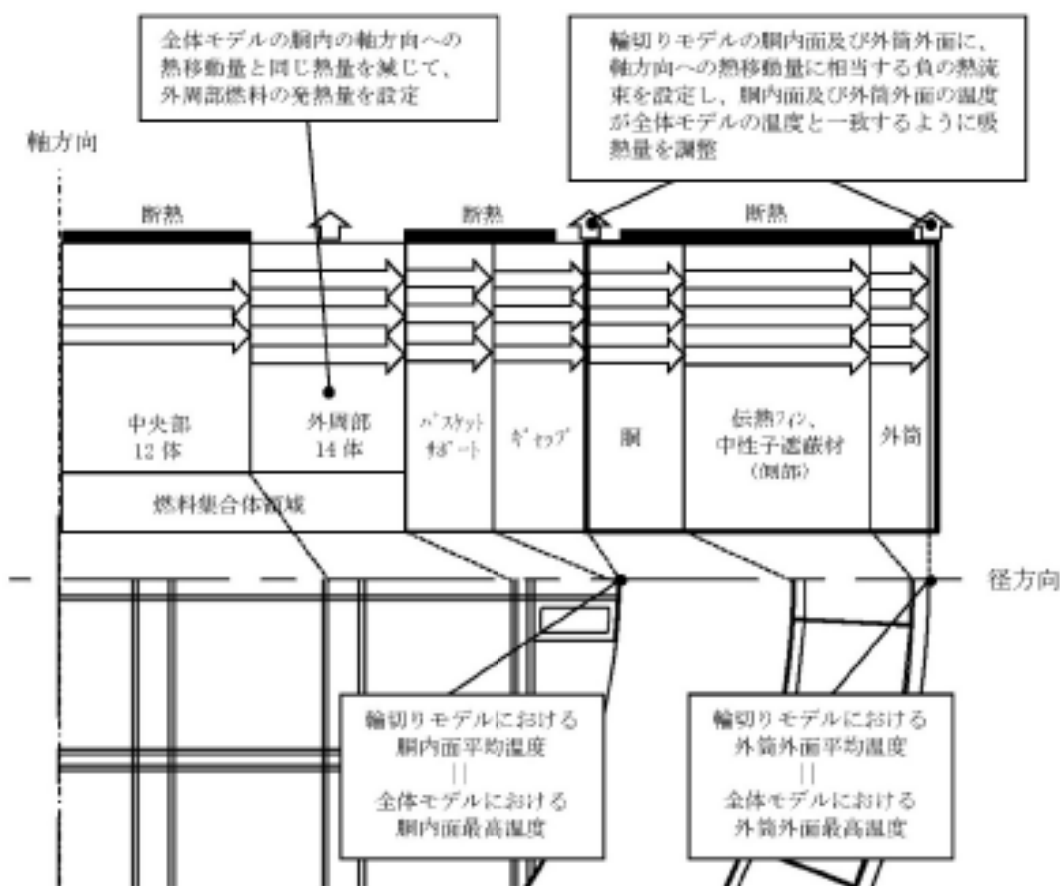 全体モデルの胴内の軸方向への
熱移動量と同じ熱量を減じて、
外周部燃料の発熱量を設定
輪切りモデルの胴内面及び外筒外面に、
軸方向への熱移動量に相当する負の熱流
束を設定し、胴内面及び外筒外面の温度
が全体モデルの温度と一致するように吸
熱量を調整
軸方向
断熱
断熱
断熱
中央部
12 体
外周部
14 体
バスケット
サポート
ギャップ
胴
伝熱フィン、
中性子遮蔽材
(側部)
外筒
燃料集合体領域
径方向
輪切りモデルにおける
胴内面平均温度
||
全体モデルにおける
胴内面最高温度
輪切りモデルにおける
外筒外面平均温度
||
全体モデルにおける
外筒外面最高温度